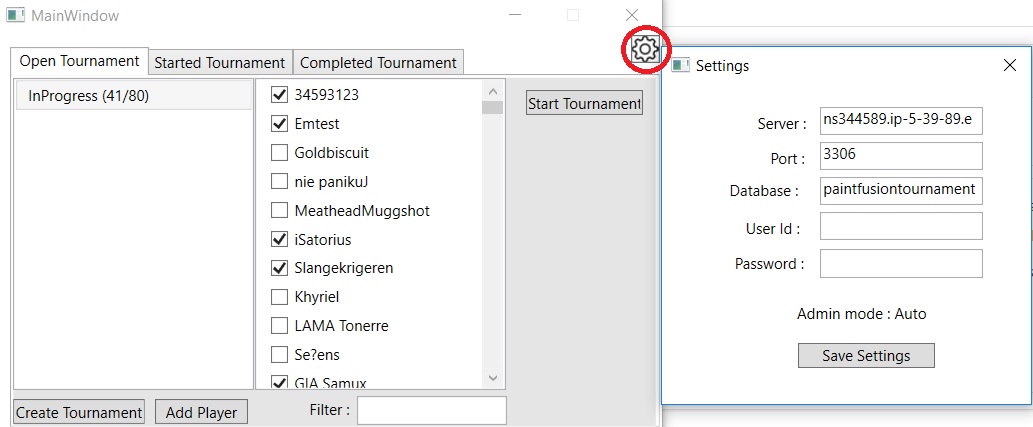 MainWindow
Open Tournament
Started Tournament
Completed Tournament
InProgress (41/80)
34593123
Emtest
Goldbiscuit
nie panikuJ
MeatheadMuggshot
iSatorius
Slangekrigeren
Khyriel
LAMA Tonerre
Se?ens
GIA Samux
Start Tournament
Create Tournament
Add Player
Filter :
Settings
Server : ns344589.ip-5-39-89.e
Port : 3306
Database : paintfusiontournament
User Id :
Password :
Admin mode : Auto
Save Settings